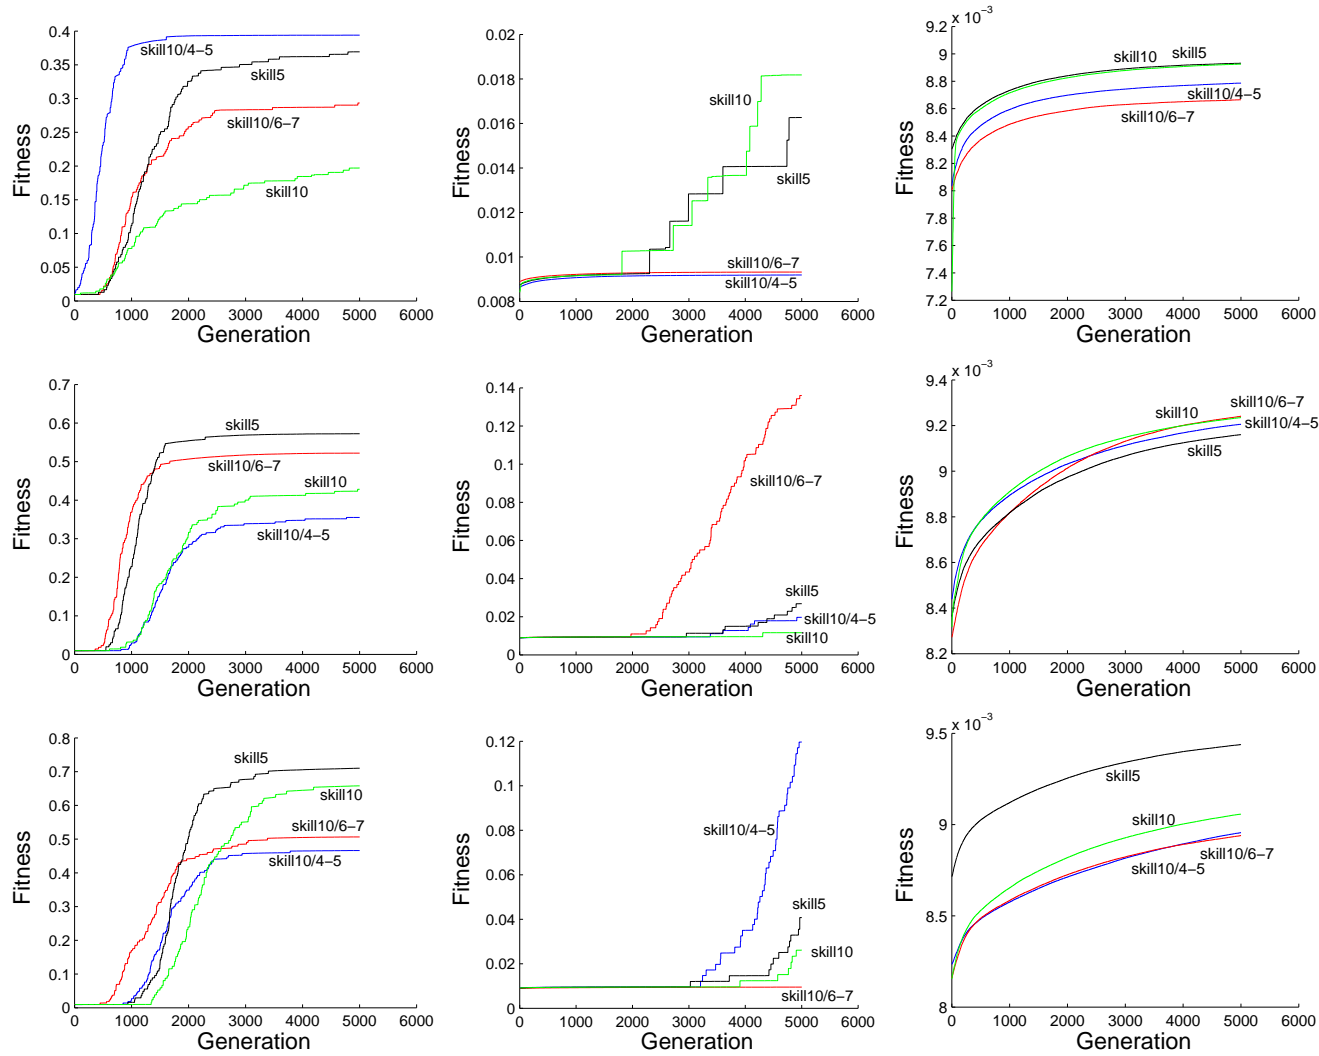 0.4
0.35
0.3
0.25
0.2
0.15
0.1
0.05
0
Fitness
skill10/4−5
skill5
skill10/6−7
skill10
0 1000 2000 3000 4000 5000 6000
Generation
0.02
0.018
0.016
0.014
0.012
0.01
0.008
Fitness
skill10
skill5
skill10/6−7
skill10/4−5
0 1000 2000 3000 4000 5000 6000
Generation
x 10⁻³
9.2
9
8.8
8.6
8.4
8.2
8
7.8
7.6
7.4
7.2
Fitness
skill10 skill5
skill10/4−5
skill10/6−7
0 1000 2000 3000 4000 5000 6000
Generation
0.7
0.6
0.5
0.4
0.3
0.2
0.1
0
Fitness
skill5
skill10/6−7
skill10
skill10/4−5
0 1000 2000 3000 4000 5000 6000
Generation
0.14
0.12
0.1
0.08
0.06
0.04
0.02
0
Fitness
skill10/6−7
skill5
skill10/4−5
skill10
0 1000 2000 3000 4000 5000 6000
Generation
x 10⁻³
9.4
9.2
9
8.8
8.6
8.4
8.2
Fitness
skill10/6−7
skill10
skill10/4−5
skill5
0 1000 2000 3000 4000 5000 6000
Generation
0.8
0.7
0.6
0.5
0.4
0.3
0.2
0.1
0
Fitness
skill5
skill10
skill10/6−7
skill10/4−5
0 1000 2000 3000 4000 5000 6000
Generation
0.12
0.1
0.08
0.06
0.04
0.02
0
Fitness
skill10/4−5
skill5
skill10
skill10/6−7
0 1000 2000 3000 4000 5000 6000
Generation
x 10⁻³
9.5
9
8.5
8
Fitness
skill5
skill10
skill10/6−7
skill10/4−5
0 1000 2000 3000 4000 5000 6000
Generation